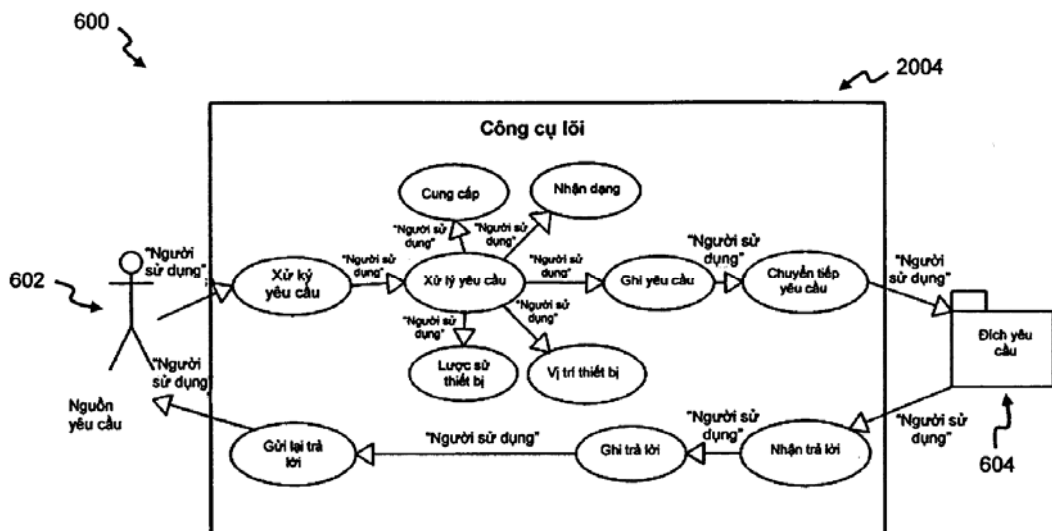 600
2004
Công cụ lõi
Cung cấp
Nhận dạng
"Người sử
dụng"
"Người sử
dụng"
"Người
sử dụng"
602
Xử ký
yêu cầu
"Người sử
dụng"
Xử lý yêu cầu
"Người sử
dụng"
Ghi yêu cầu
"Người sử
dụng"
Chuyển tiếp
yêu cầu
"Người
sử dụng"
Đích yêu
cầu
"Người sử
dụng"
"Người sử
dụng"
Lược sử
thiết bị
Vị trí thiết bị
"Người
sử dụng"
Nguồn
yêu cầu
Gửi lại trả
lời
"Người sử dụng"
Ghi trả lời
"Người sử
dụng"
Nhận trả lời
"Người
sử dụng"
604